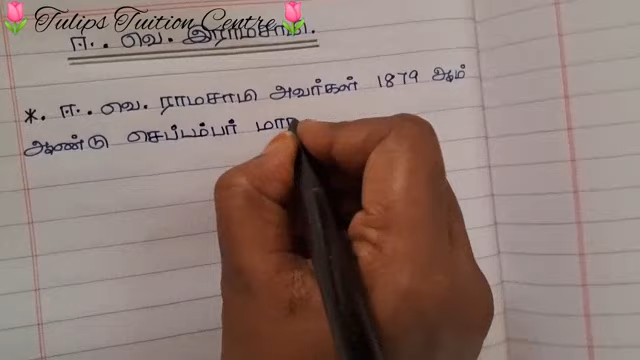 Tulips Tuition Centre
ஈ. வெ. இராமசாமி.
*. ஈ. வெ. ராமசாமி அவர்கள் 1879 ஆம்
ஆண்டு செப்டம்பர்